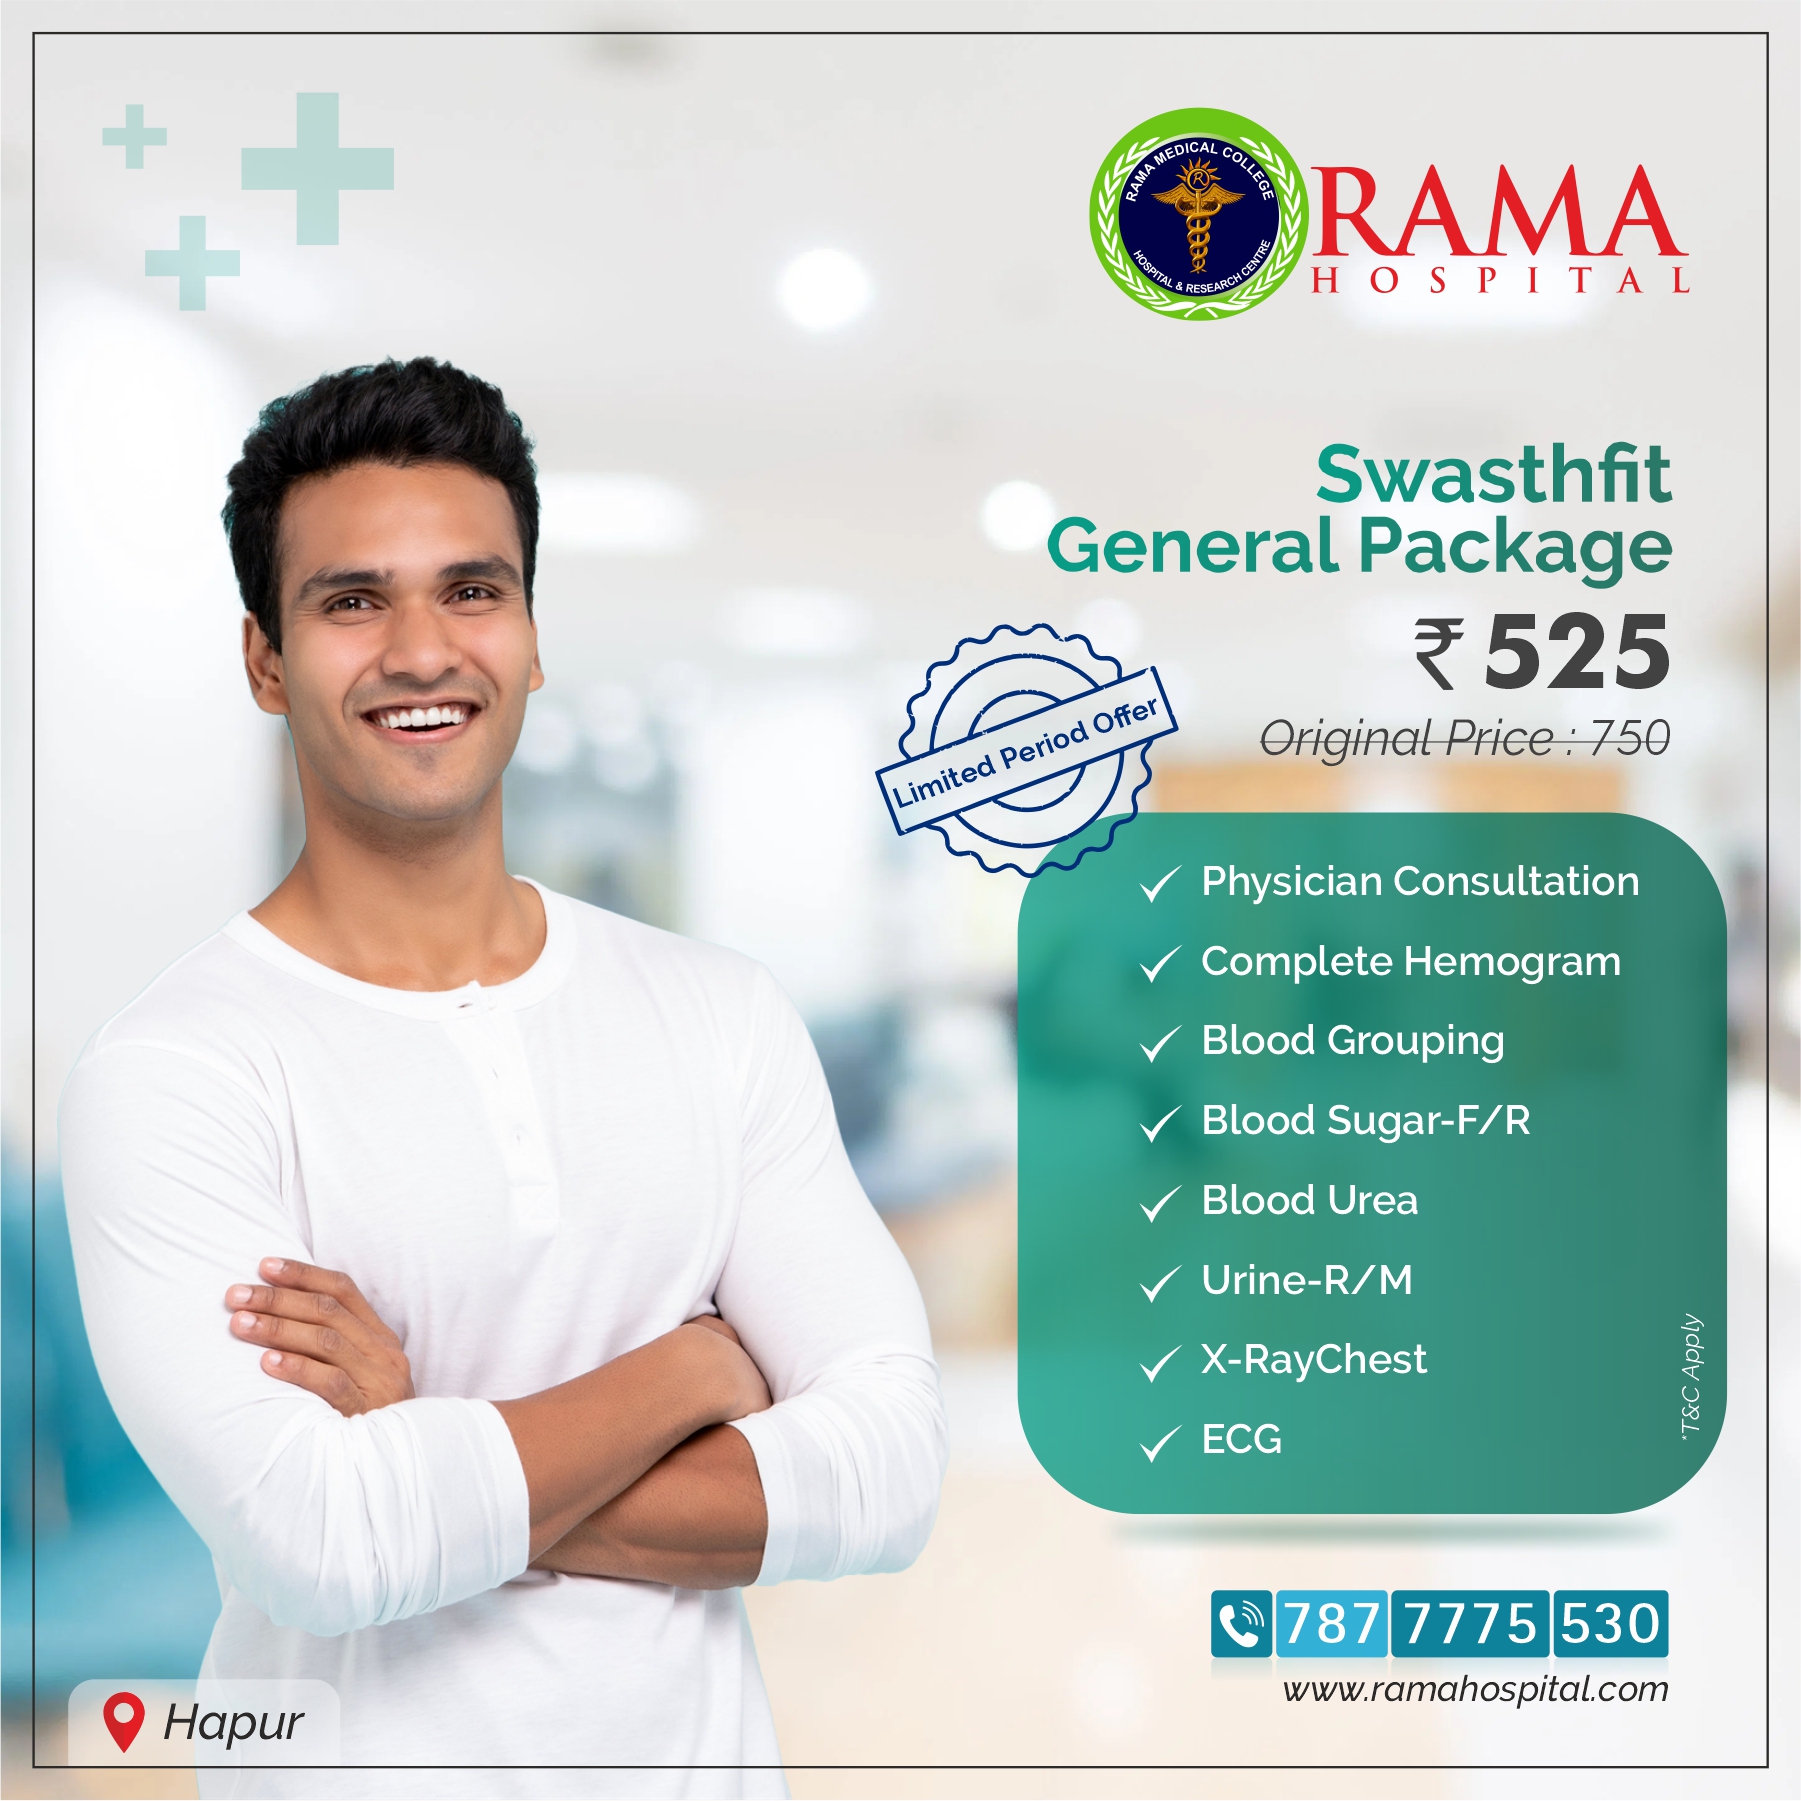 RAMA MEDICAL COLLEGE
HOSPITAL & RESEARCH CENTRE
R
RAMA
HOSPITAL
Swasthfit
General Package
₹ 525
Original Price : 750
Limited Period Offer
Physician Consultation
Complete Hemogram
Blood Grouping
Blood Sugar-F/R
Blood Urea
Urine-R/M
X-RayChest
ECG
*T&C Apply
787 7775 530
www.ramahospital.com
Hapur